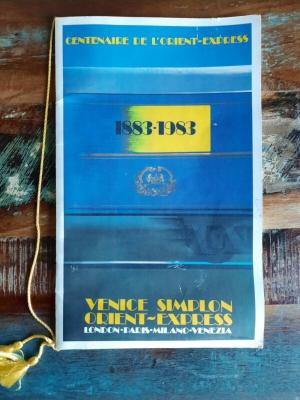 CENTENAIRE DE L'ORIENT-EXPRESS
1883-1983
VENICE SIMPLON
ORIENT-EXPRESS
LONDON-PARIS-MILANO-VENEZIA